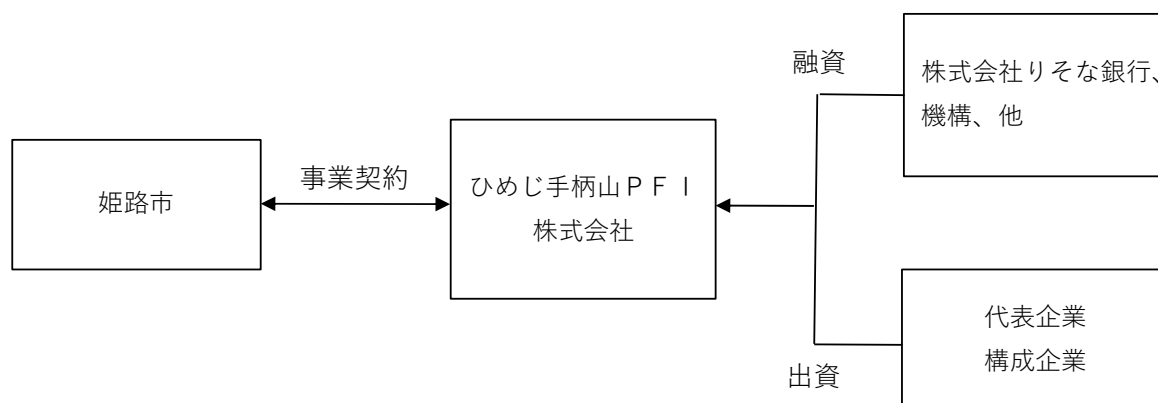 姫路市
事業契約
ひめじ手柄山ＰＦＩ
株式会社
融資
株式会社りそな銀行、
機構、他
代表企業
構成企業
出資